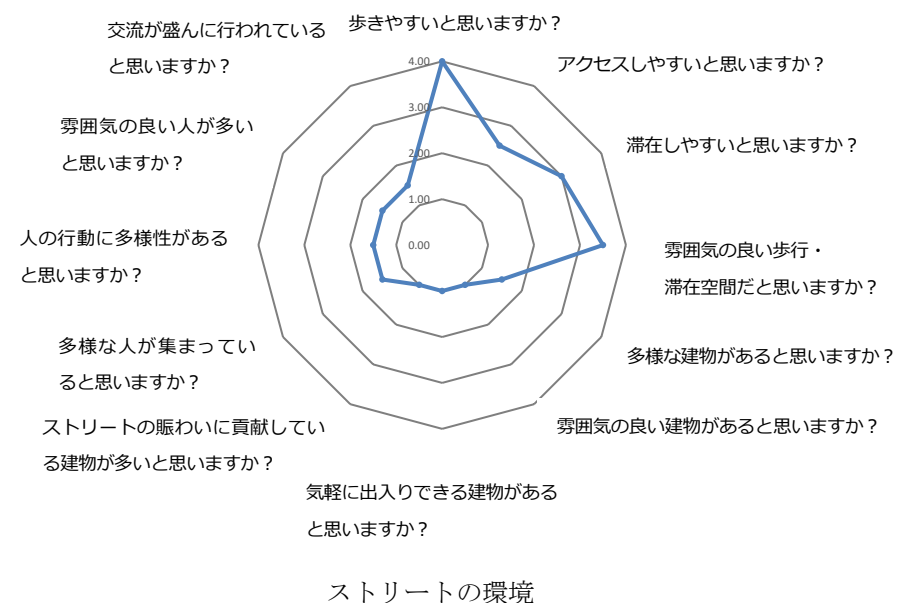 歩きやすいと思いますか？
アクセスしやすいと思いますか？
滞在しやすいと思いますか？
雰囲気の良い歩行・
滞在空間だと思いますか？
多様な建物があると思いますか？
雰囲気の良い建物があると思いますか？
気軽に出入りできる建物がある
と思いますか？
ストリートの賑わいに貢献してい
る建物が多いと思いますか？
多様な人が集まってい
ると思いますか？
人の行動に多様性がある
と思いますか？
雰囲気の良い人が多い
と思いますか？
交流が盛んに行われている
と思いますか？
4.00
3.00
2.00
1.00
0.00
ストリートの環境